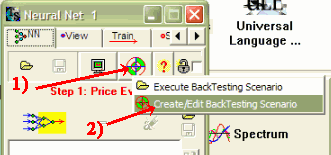 Neural Net 1
NN
View
Train
S
Universal
Language ...
1)
?
Step 1: Price Ev
Execute BackTesting Scenario
2)
Create/Edit BackTesting Scenario
Spectrum